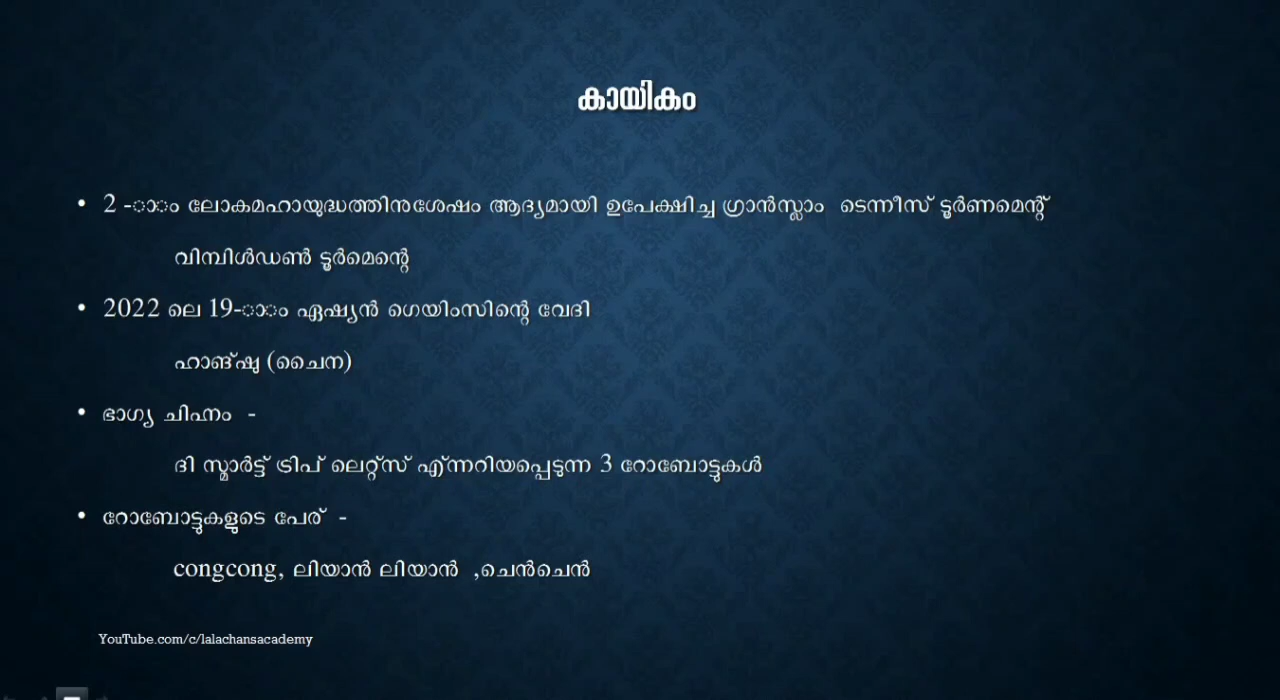 കായികം
• 2 -ാാം ലോകമഹായുദ്ധത്തിനുശേഷം ആദ്യമായി ഉപേക്ഷിച്ച ഗ്രാൻസ്ലാം ടെന്നീസ് ടൂർണമെന്റ്
വിമ്പിൾഡൺ ടൂർമെന്റെ
• 2022 ലെ 19-ാാം ഏഷ്യൻ ഗെയിംസിന്റെ വേദി
ഹാങ്ഷു (ചൈന)
• ഭാഗ്യ ചിഹ്നം -
ദി സ്മാർട്ട് ട്രിപ് ലെറ്റ്സ് എ്ന്നറിയപ്പെടുന്ന 3 റോബോട്ടുകൾ
• റോബോട്ടുകളുടെ പേര് -
congcong, ലിയാൻ ലിയാൻ ,ചെൻചെൻ
YouTube.com/c/lalachansacademy